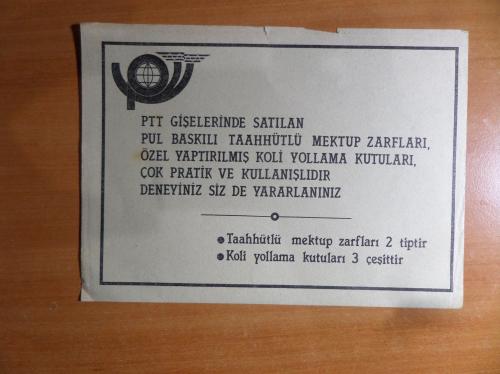 PTT GİŞELERİNDE SATILAN
PUL BASKILI TAAHHÜTLÜ MEKTUP ZARFLARI,
ÖZEL YAPTIRILMIŞ KOLİ YOLLAMA KUTULARI,
ÇOK PRATİK VE KULLANIŞLIDIR
DENEYİNİZ SİZ DE YARARLANINIZ
Taahhütlü mektup zarfları 2 tiptir
Koli yollama kutuları 3 çeşittir